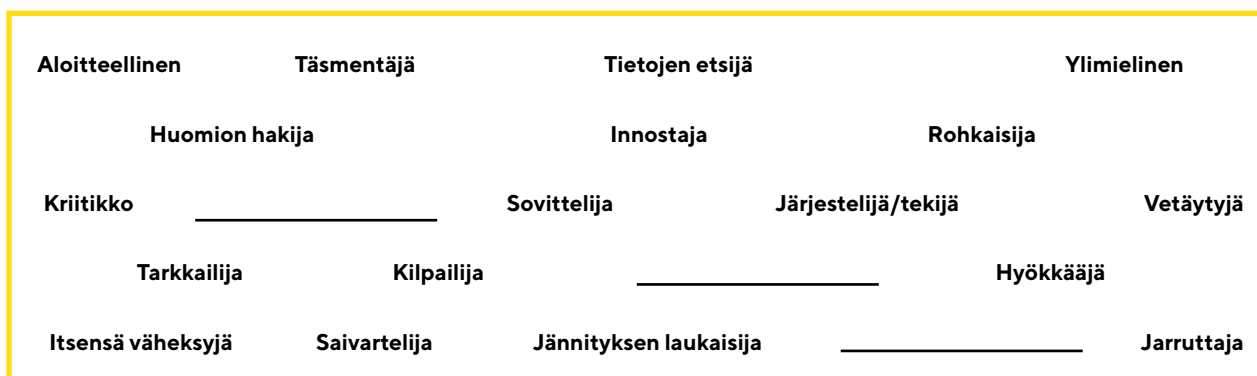 Aloitteellinen Täsmentäjä Tietojen etsijä Ylimielinen
Huomion hakija Innostaja Rohkaisija
Kriitikko Sovittelija Järjestelijä/tekijä Vetäytyjä
Tarkkailija Kilpailija Hyökkääjä
Itsensä väheksyjä Saivartelija Jännityksen laukaisija Jarruttaja